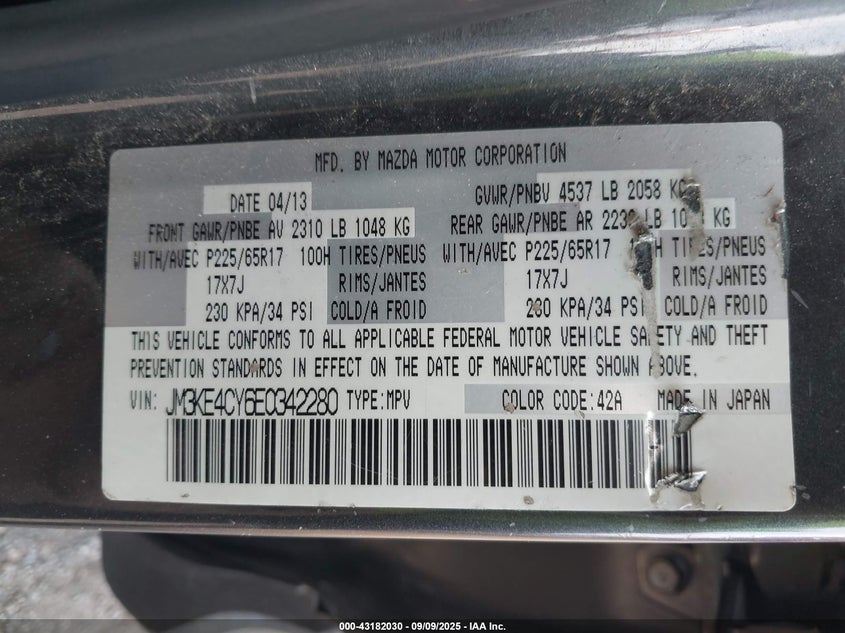 MFD. BY MAZDA MOTOR CORPORATION
DATE 04/13 GVWR/PNBV 4537 LB 2058 KG
FRONT GAWR/PNBE AV 2310 LB 1048 KG REAR GAWR/PNBE AR LB KG
WITH/AVEC P225/65R17 100H TIRES/PNEUS WITH/AVEC P225/65R17 TIRES/PNEUS
17X7J RIMS/JANTES 17X7J RIMS/JANTES
230 KPA/34 PSI COLD/A FROID 230 KPA/34 PSI COLD/A FROID
THIS VEHICLE CONFORMS TO ALL APPLICABLE FEDERAL MOTOR VEHICLE SAFETY AND THEFT
PREVENTION STANDARDS IN EFFECT ON THE DATE OF MANUFACTURE SHOWN ABOVE.
VIN: JM3KE4CY6E0342280 TYPE:MPV COLOR CODE:42A MADE IN JAPAN
000-43182030 - 09/09/2025 - IAA Inc.